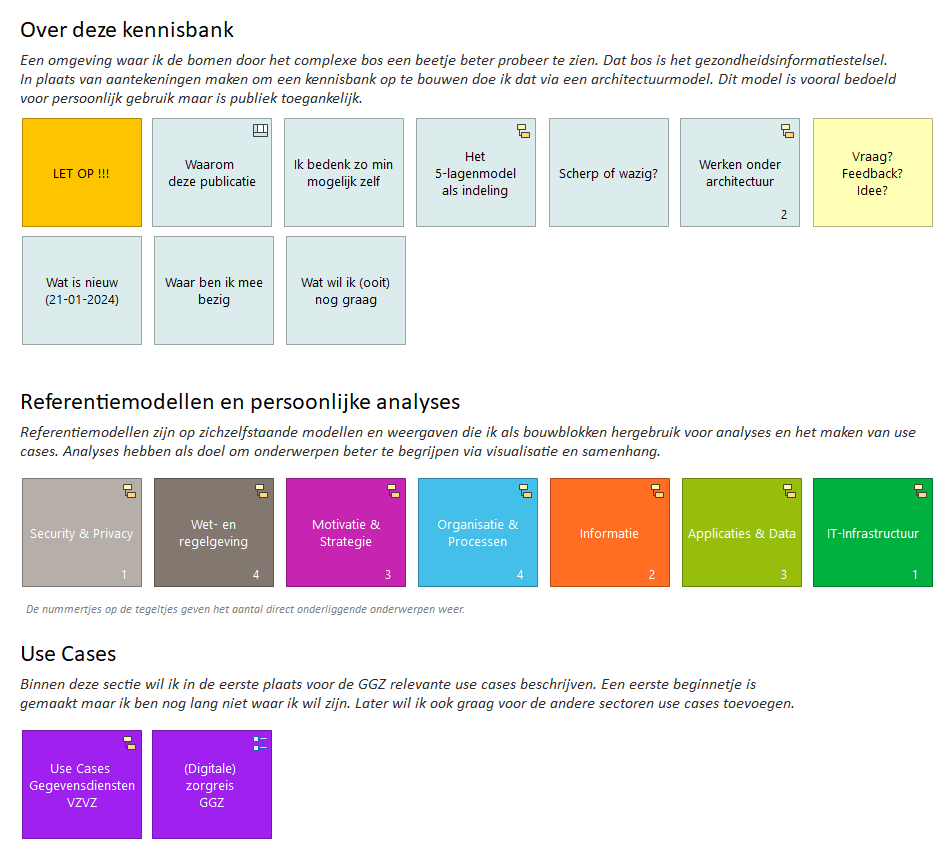 Over deze kennisbank
Een omgeving waar ik de bomen door het complexe bos een beetje beter probeer te zien. Dat bos is het gezondheidsinformatiestelsel.
In plaats van aantekeningen maken om een kennisbank op te bouwen doe ik dat via een architectuurmodel. Dit model is vooral bedoeld
voor persoonlijk gebruik maar is publiek toegankelijk.
LET OP !!!
Waarom
deze publicatie
Ik bedenk zo min
mogelijk zelf
Het
5-lagenmodel
als indeling
Scherp of wazig?
Werken onder
architectuur
2
Vraag?
Feedback?
Idee?
Wat is nieuw
(21-01-2024)
Waar ben ik mee
bezig
Wat wil ik (ooit)
nog graag
Referentiemodellen en persoonlijke analyses
Referentiemodellen zijn op zichzelfstaande modellen en weergaven die ik als bouwblokken hergebruik voor analyses en het maken van use
cases. Analyses hebben als doel om onderwerpen beter te begrijpen via visualisatie en samenhang.
Security & Privacy
1
Wet- en
regelgeving
4
Motivatie &
Strategie
3
Organisatie &
Processen
4
Informatie
2
Applicaties & Data
3
IT-Infrastructuur
1
De nummertjes op de tegeltjes geven het aantal direct onderliggende onderwerpen weer.
Use Cases
Binnen deze sectie wil ik in de eerste plaats voor de GGZ relevante use cases beschrijven. Een eerste beginnetje is
gemaakt maar ik ben nog lang niet waar ik wil zijn. Later wil ik ook graag voor de andere sectoren use cases toevoegen.
Use Cases
Gegevensdiensten
VZVZ
(Digitale)
zorgreis
GGZ